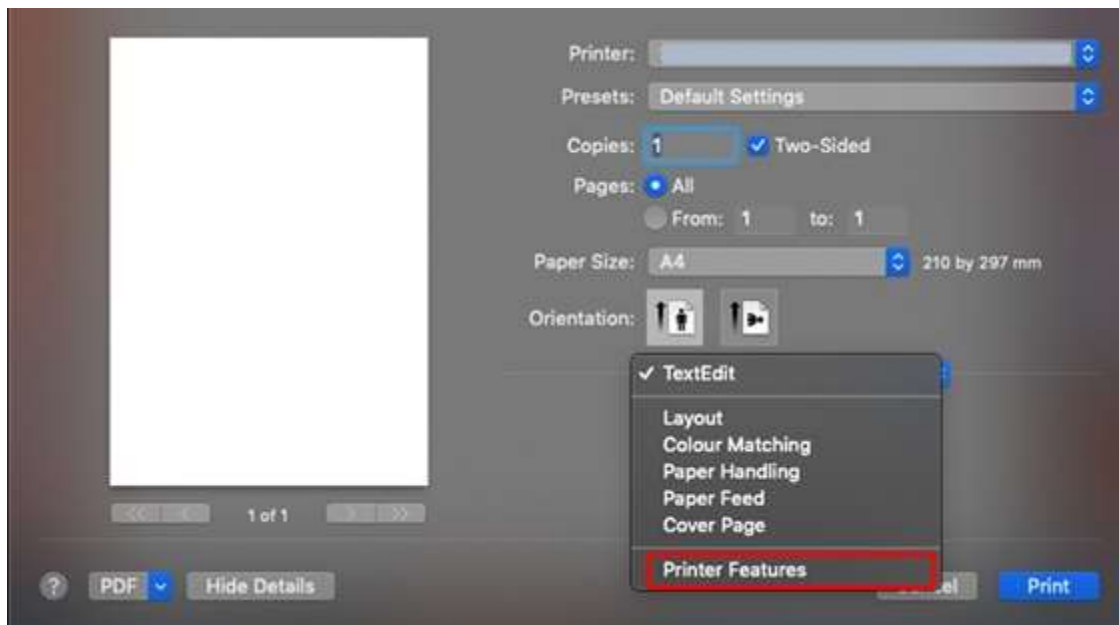 Printer:
Presets: Default Settings
Copies: 1 Two-Sided
Pages: All
From: 1 to: 1
Paper Size: A4 210 by 297 mm
Orientation:
TextEdit
Layout
Colour Matching
Paper Handling
Paper Feed
Cover Page
Printer Features
1 of 1
? PDF Hide Details Print